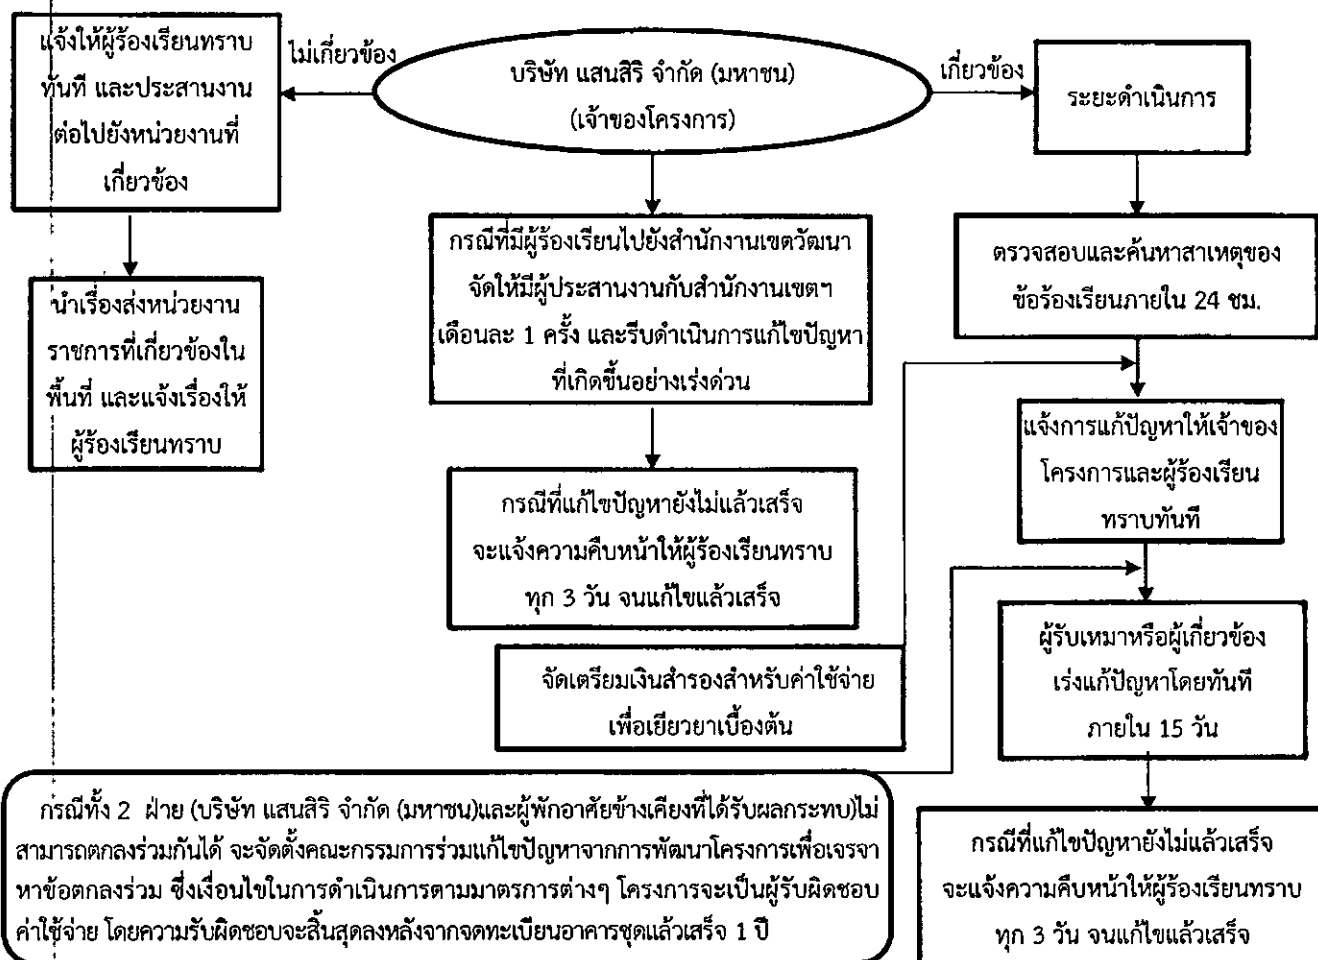 แจ้งให้ผู้ร้องเรียนทราบ
ทันที และประสานงาน
ต่อไปยังหน่วยงานที่
เกี่ยวข้อง
ไม่เกี่ยวข้อง
บริษัท แสนสิริ จำกัด (มหาชน)
(เจ้าของโครงการ)
เกี่ยวข้อง
ระยะดำเนินการ
นำเรื่องส่งหน่วยงาน
ราชการที่เกี่ยวข้องใน
พื้นที่ และแจ้งเรื่องให้
ผู้ร้องเรียนทราบ
กรณีที่มีผู้ร้องเรียนไปยังสำนักงานเขตวัฒนา
จัดให้มีผู้ประสานงานกับสำนักงานเขตฯ
เดือนละ 1 ครั้ง และรีบดำเนินการแก้ไขปัญหา
ที่เกิดขึ้นอย่างเร่งด่วน
กรณีที่แก้ไขปัญหายังไม่แล้วเสร็จ
จะแจ้งความคืบหน้าให้ผู้ร้องเรียนทราบ
ทุก 3 วัน จนแก้ไขแล้วเสร็จ
จัดเตรียมเงินสำรองสำหรับค่าใช้จ่าย
เพื่อเยียวยาเบื้องต้น
ตรวจสอบและค้นหาสาเหตุของ
ข้อร้องเรียนภายใน 24 ชม.
แจ้งการแก้ปัญหาให้เจ้าของ
โครงการและผู้ร้องเรียน
ทราบทันที
ผู้รับเหมาหรือผู้เกี่ยวข้อง
เร่งแก้ปัญหาโดยทันที
ภายใน 15 วัน
กรณีที่แก้ไขปัญหายังไม่แล้วเสร็จ
จะแจ้งความคืบหน้าให้ผู้ร้องเรียนทราบ
ทุก 3 วัน จนแก้ไขแล้วเสร็จ
กรณีทั้ง 2 ฝ่าย (บริษัท แสนสิริ จำกัด (มหาชน)และผู้พักอาศัยข้างเคียงที่ได้รับผลกระทบ)ไม่
สามารถตกลงร่วมกันได้ จะจัดตั้งคณะกรรมการร่วมแก้ไขปัญหาจากการพัฒนาโครงการเพื่อเจรจา
หาข้อตกลงร่วม ซึ่งเงื่อนไขในการดำเนินการตามมาตรการต่างๆ โครงการจะเป็นผู้รับผิดชอบ
ค่าใช้จ่าย โดยความรับผิดชอบจะสิ้นสุดลงหลังจากจดทะเบียนอาคารชุดแล้วเสร็จ 1 ปี